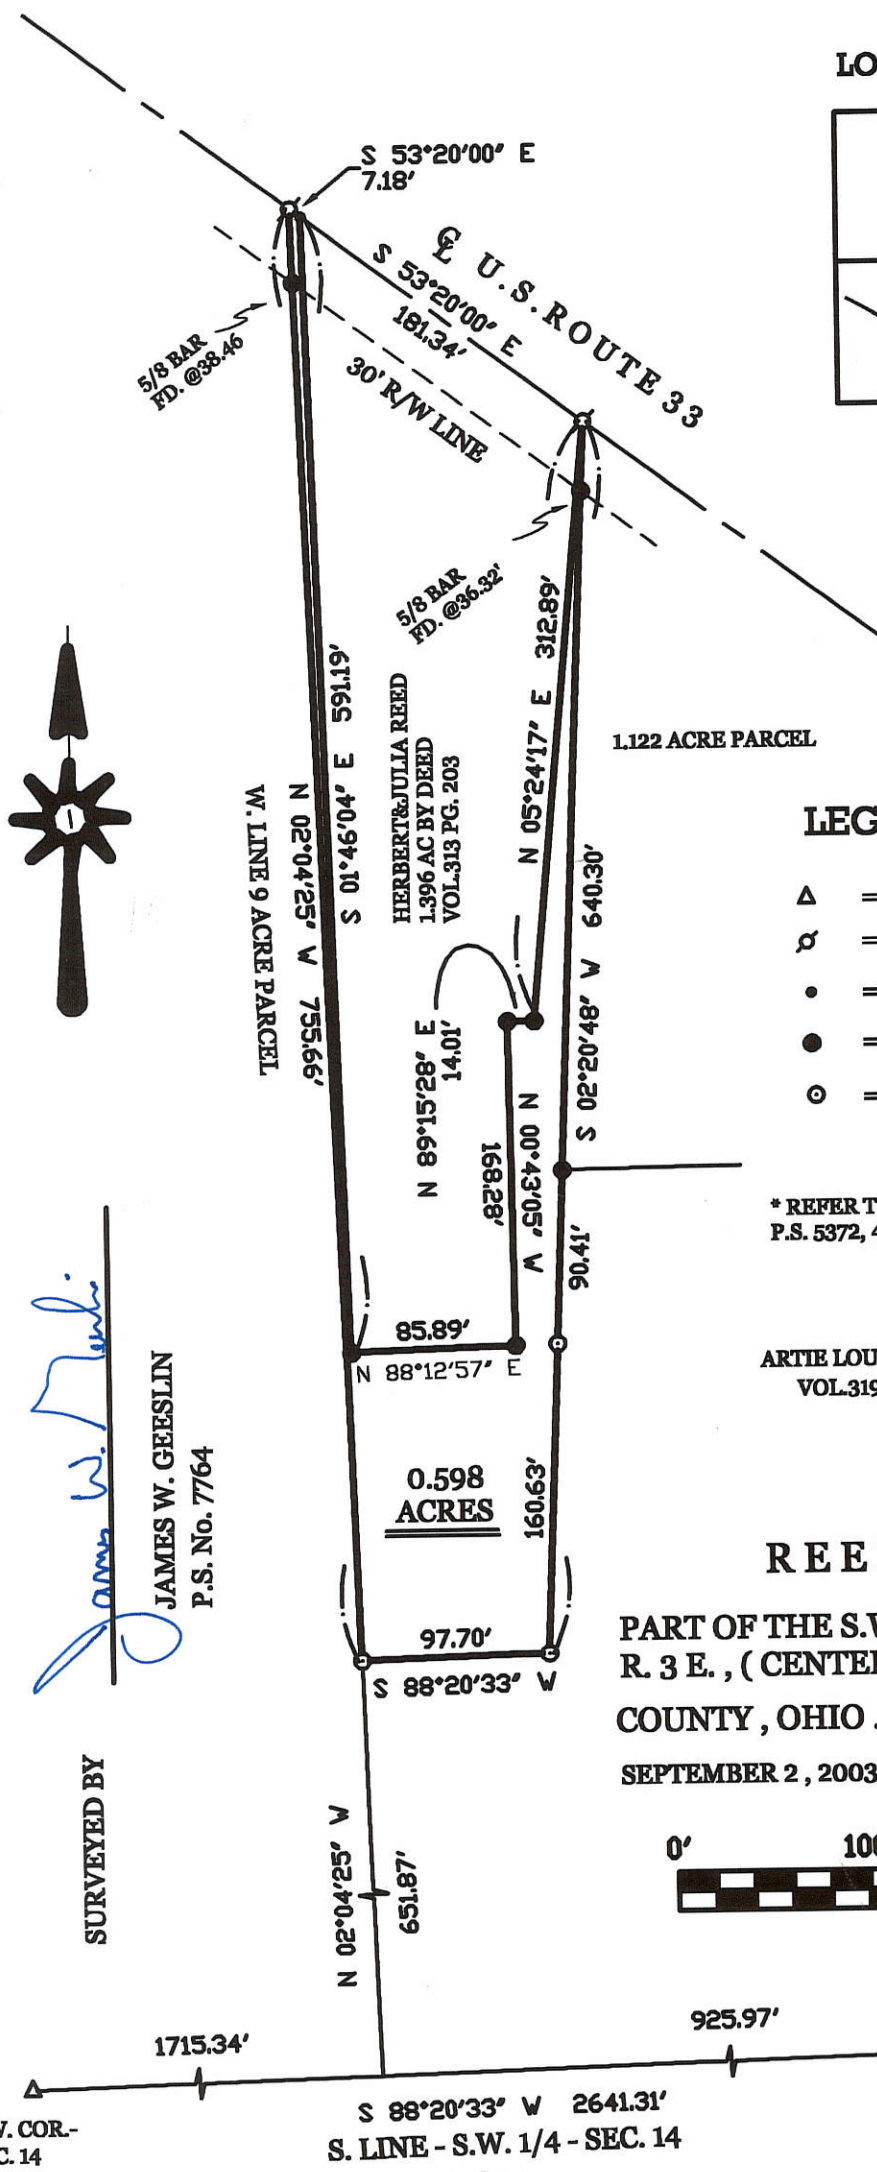 LO
S 53°20'00" E
7.18'
℄ U.S. ROUTE 33
S 53°20'00" E
181.34'
5/8 BAR
FD. @38.46
30' R/W LINE
5/8 BAR
FD. @36.32'
N 05°24'17" E 312.89'
S 01°46'04" E 591.19'
N 02°04'25" W 755.66'
W. LINE 9 ACRE PARCEL
HERBERT&JULIA REED
1.396 AC BY DEED
VOL.313 PG. 203
1.122 ACRE PARCEL
LEG
Δ =
=
• =
● =
⊙ =
S 02°20'48" W 640.30'
N 89°15'28" E
14.01'
N 00°43'05" W
168.28'
90.41'
* REFER T
P.S. 5372, 4
85.89'
N 88°12'57" E
ARTIE LOU
VOL.319
0.598
ACRES
160.63'
James W.
JAMES W. GEESLIN
P.S. No. 7764
SURVEYED BY
97.70'
S 88°20'33" W
REE
PART OF THE S.W
R. 3 E. , ( CENTE
COUNTY , OHIO .
SEPTEMBER 2 , 2003
0' 100
N 02°04'25" W
651.87'
1715.34'
925.97'
S 88°20'33" W 2641.31'
S. LINE - S.W. 1/4 - SEC. 14
. COR.-
C. 14